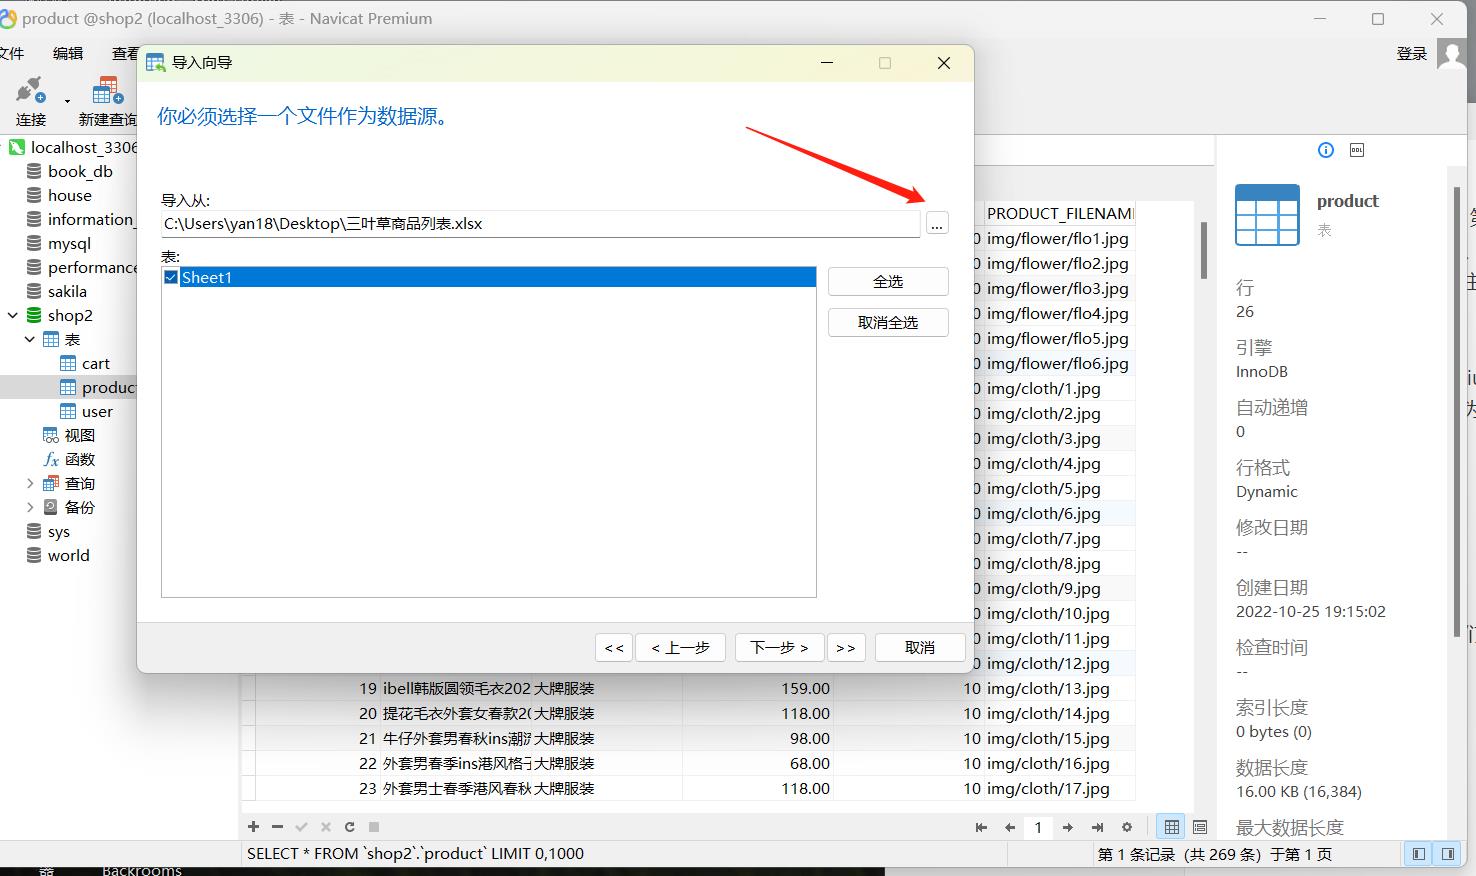 product @shop2 (localhost_3306) - 表 - Navicat Premium
文件 编辑 查看
登录
连接
新建查询
导入向导
你必须选择一个文件作为数据源。
导入从:
C:\Users\yan18\Desktop\三叶草商品列表.xlsx
...
表:
Sheet1
全选
取消全选
<<
< 上一步
下一步 >
>>
取消
localhost_3306
book_db
house
information_
mysql
performance
sakila
shop2
表
cart
product
user
视图
fx 函数
查询
备份
sys
world
PRODUCT_FILENAM
0 img/flower/flo1.jpg
0 img/flower/flo2.jpg
0 img/flower/flo3.jpg
0 img/flower/flo4.jpg
0 img/flower/flo5.jpg
0 img/flower/flo6.jpg
0 img/cloth/1.jpg
0 img/cloth/2.jpg
0 img/cloth/3.jpg
0 img/cloth/4.jpg
0 img/cloth/5.jpg
0 img/cloth/6.jpg
0 img/cloth/7.jpg
0 img/cloth/8.jpg
0 img/cloth/9.jpg
0 img/cloth/10.jpg
0 img/cloth/11.jpg
0 img/cloth/12.jpg
19 ibell韩版圆领毛衣202 大牌服装 159.00 10 img/cloth/13.jpg
20 提花毛衣外套女春款20 大牌服装 118.00 10 img/cloth/14.jpg
21 牛仔外套男春秋ins潮流 大牌服装 98.00 10 img/cloth/15.jpg
22 外套男春季ins港风格子 大牌服装 68.00 10 img/cloth/16.jpg
23 外套男士春季港风春秋 大牌服装 118.00 10 img/cloth/17.jpg
1
SELECT * FROM `shop2`.`product` LIMIT 0,1000
第 1 条记录 (共 269 条) 于第 1 页
DDL
product
表
行
26
引擎
InnoDB
自动递增
0
行格式
Dynamic
修改日期
--
创建日期
2022-10-25 19:15:02
检查时间
--
索引长度
0 bytes (0)
数据长度
16.00 KB (16,384)
最大数据长度
器
Backrooms